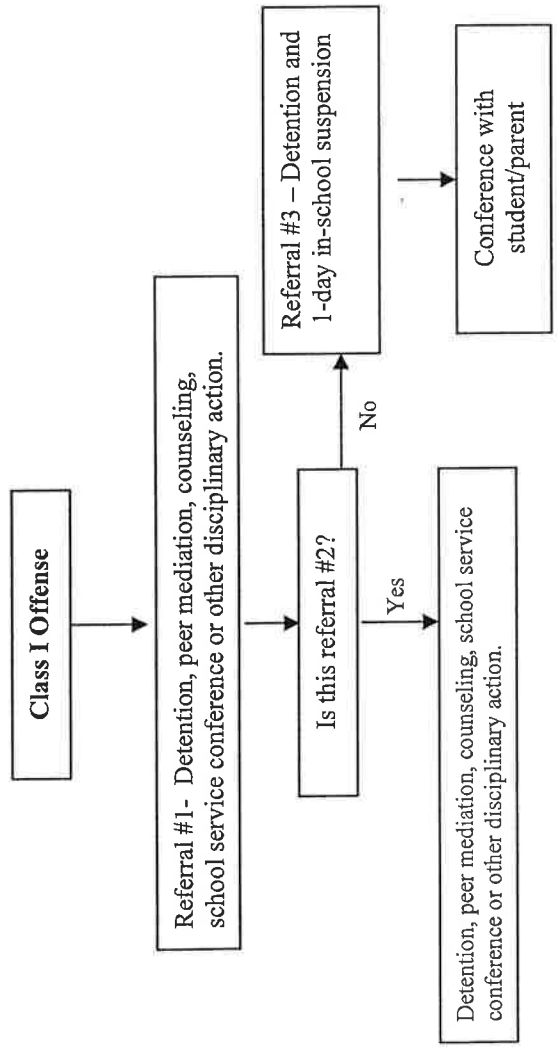 Class I Offense
Referral #1- Detention, peer mediation, counseling,
school service conference or other disciplinary action.
Is this referral #2?
No
Referral #3 – Detention and
1-day in-school suspension
Conference with
student/parent
Yes
Detention, peer mediation, counseling, school service
conference or other disciplinary action.